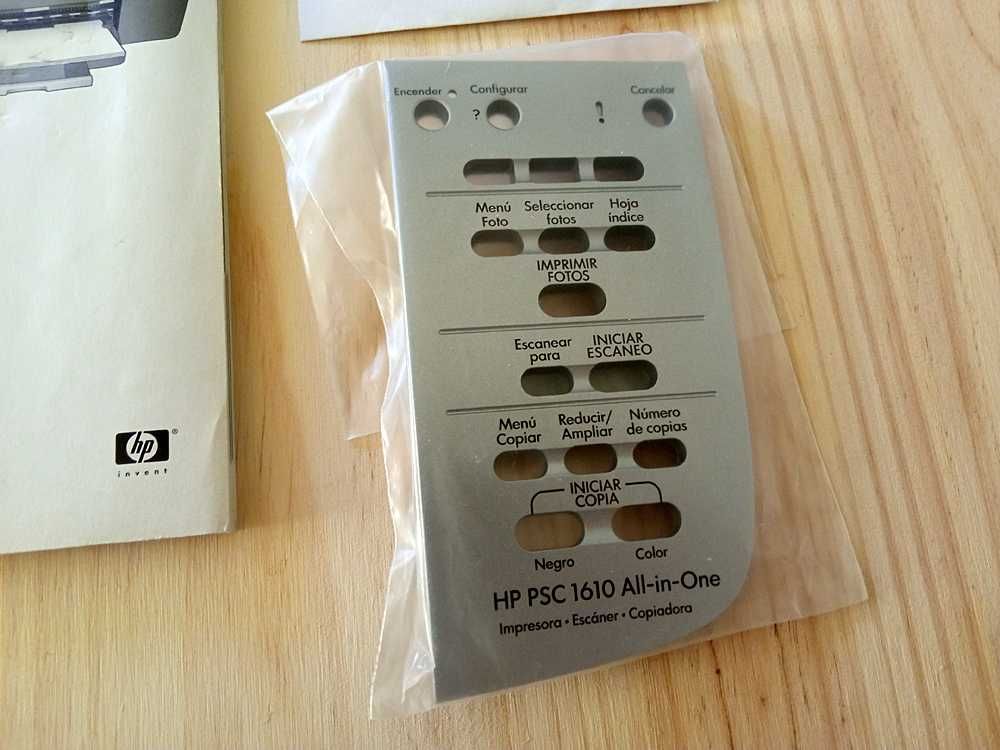 Encender
Configurar
?
!
Cancelar
Menú
Foto
Seleccionar
fotos
Hoja
índice
IMPRIMIR
FOTOS
Escanear
para
INICIAR
ESCANEO
Menú
Copiar
Reducir/
Ampliar
Número
de copias
INICIAR
COPIA
Negro
Color
HP PSC 1610 All-in-One
Impresora • Escáner • Copiadora
hp®
invent